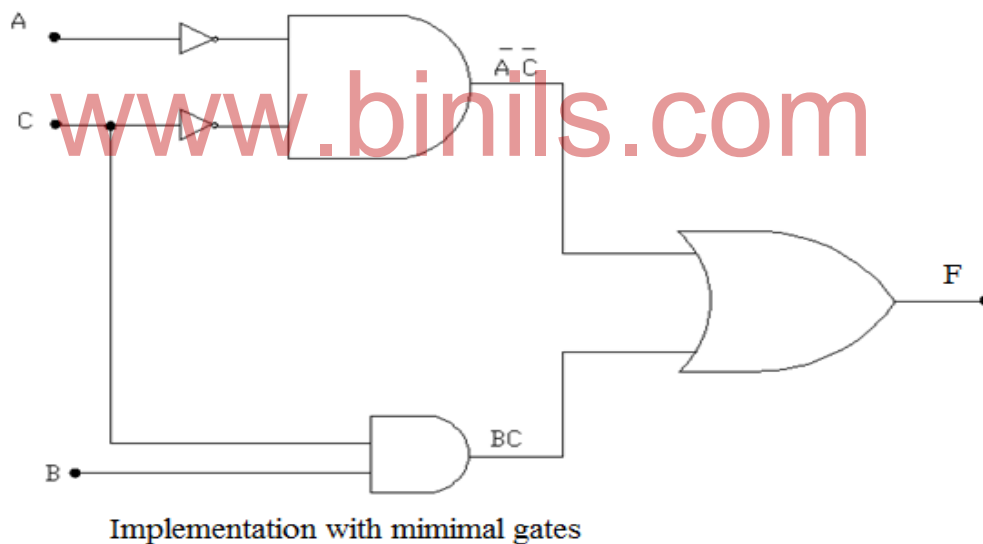 A
A̅ C̅
www.binils.com
C
F
BC
B
Implementation with mimimal gates